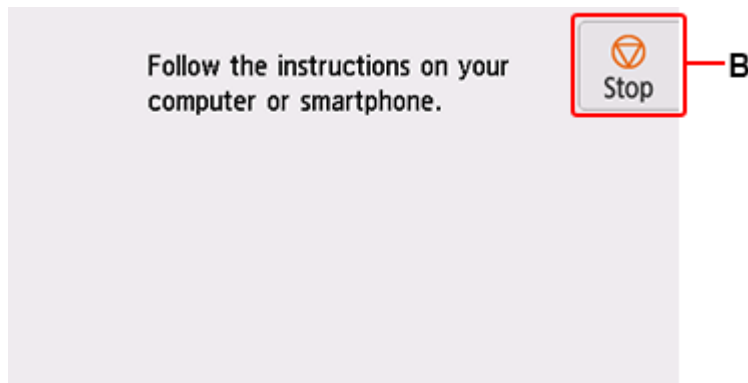 Follow the instructions on your
computer or smartphone.
Stop
B